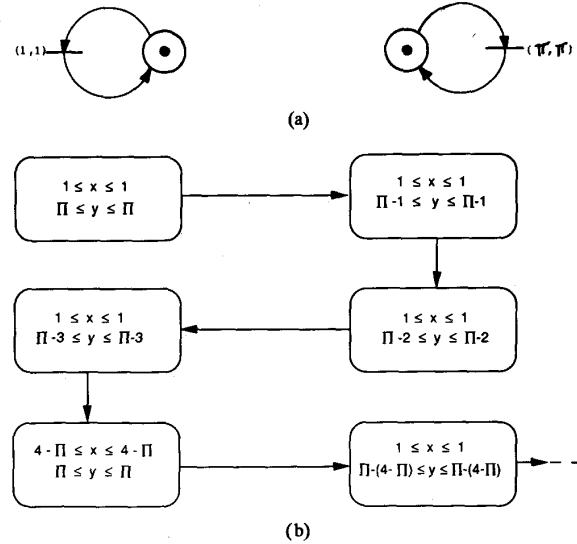 (1,1)
(π,π)
(a)
1 ≤ x ≤ 1
Π ≤ y ≤ Π
1 ≤ x ≤ 1
Π -1 ≤ y ≤ Π-1
1 ≤ x ≤ 1
Π-3 ≤ y ≤ Π-3
1 ≤ x ≤ 1
Π -2 ≤ y ≤ Π-2
4 - Π ≤ x ≤ 4 - Π
Π ≤ y ≤ Π
1 ≤ x ≤ 1
Π-(4- Π) ≤ y ≤ Π-(4-Π)
(b)